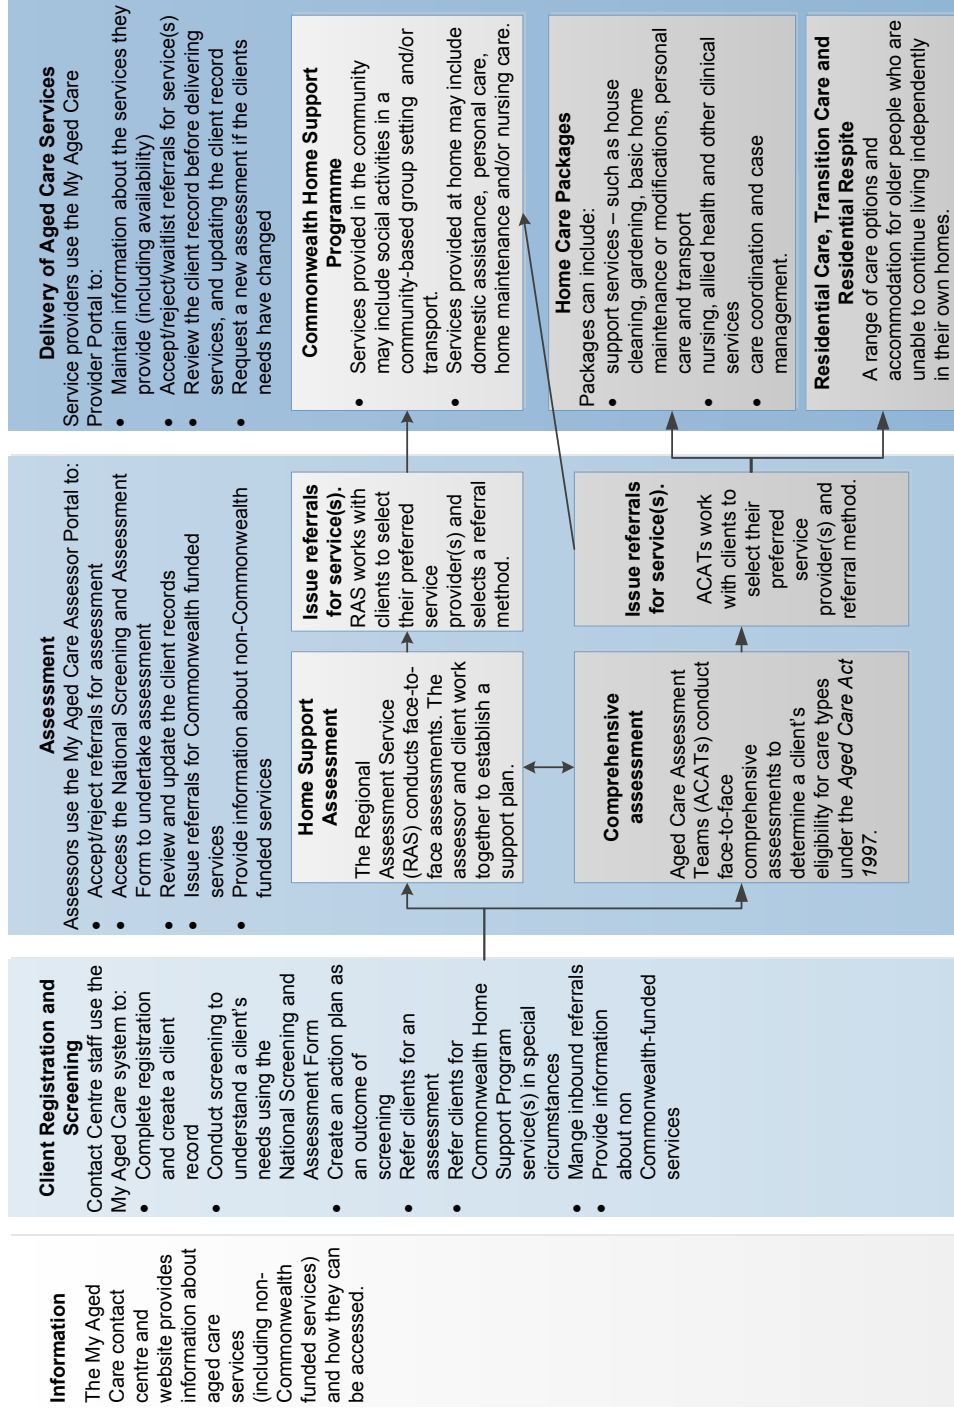 Information
The My Aged
Care contact
centre and
website provides
information about
aged care
services
(including non-
Commonwealth
funded services)
and how they can
be accessed.
Client Registration and
Screening
Contact Centre staff use the
My Aged Care system to:
• Complete registration
and create a client
record
• Conduct screening to
understand a client's
needs using the
National Screening and
Assessment Form
• Create an action plan as
an outcome of
screening
• Refer clients for an
assessment
• Refer clients for
Commonwealth Home
Support Program
service(s) in special
circumstances
• Mange inbound referrals
• Provide information
about non
Commonwealth-funded
services
Assessment
Assessors use the My Aged Care Assessor Portal to:
• Accept/reject referrals for assessment
• Access the National Screening and Assessment
Form to undertake assessment
• Review and update the client records
• Issue referrals for Commonwealth funded
services
• Provide information about non-Commonwealth
funded services
Home Support
Assessment
The Regional
Assessment Service
(RAS) conducts face-to-
face assessments. The
assessor and client work
together to establish a
support plan.
Issue referrals
for service(s).
RAS works with
clients to select
their preferred
service
provider(s) and
selects a referral
method.
Comprehensive
assessment
Aged Care Assessment
Teams (ACATs) conduct
face-to-face
comprehensive
assessments to
determine a client's
eligibility for care types
under the Aged Care Act
1997.
Issue referrals
for service(s).
ACATs work
with clients to
select their
preferred
service
provider(s) and
referral method.
Delivery of Aged Care Services
Service providers use the My Aged Care
Provider Portal to:
• Maintain information about the services they
provide (including availability)
• Accept/reject/waitlist referrals for service(s)
• Review the client record before delivering
services, and updating the client record
• Request a new assessment if the clients
needs have changed
Commonwealth Home Support
Programme
• Services provided in the community
may include social activities in a
community-based group setting and/or
transport.
• Services provided at home may include
domestic assistance, personal care,
home maintenance and/or nursing care.
Home Care Packages
Packages can include:
• support services – such as house
cleaning, gardening, basic home
maintenance or modifications, personal
care and transport
• nursing, allied health and other clinical
services
• care coordination and case
management.
Residential Care, Transition Care and
Residential Respite
A range of care options and
accommodation for older people who are
unable to continue living independently
in their own homes.